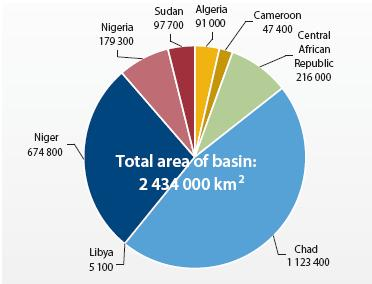 Sudan
97 700
Algeria
91 000
Cameroon
47 400
Nigeria
179 300
Central
African
Republic
216 000
Niger
674 800
Total area of basin:
2 434 000 km²
Libya
5 100
Chad
1 123 400